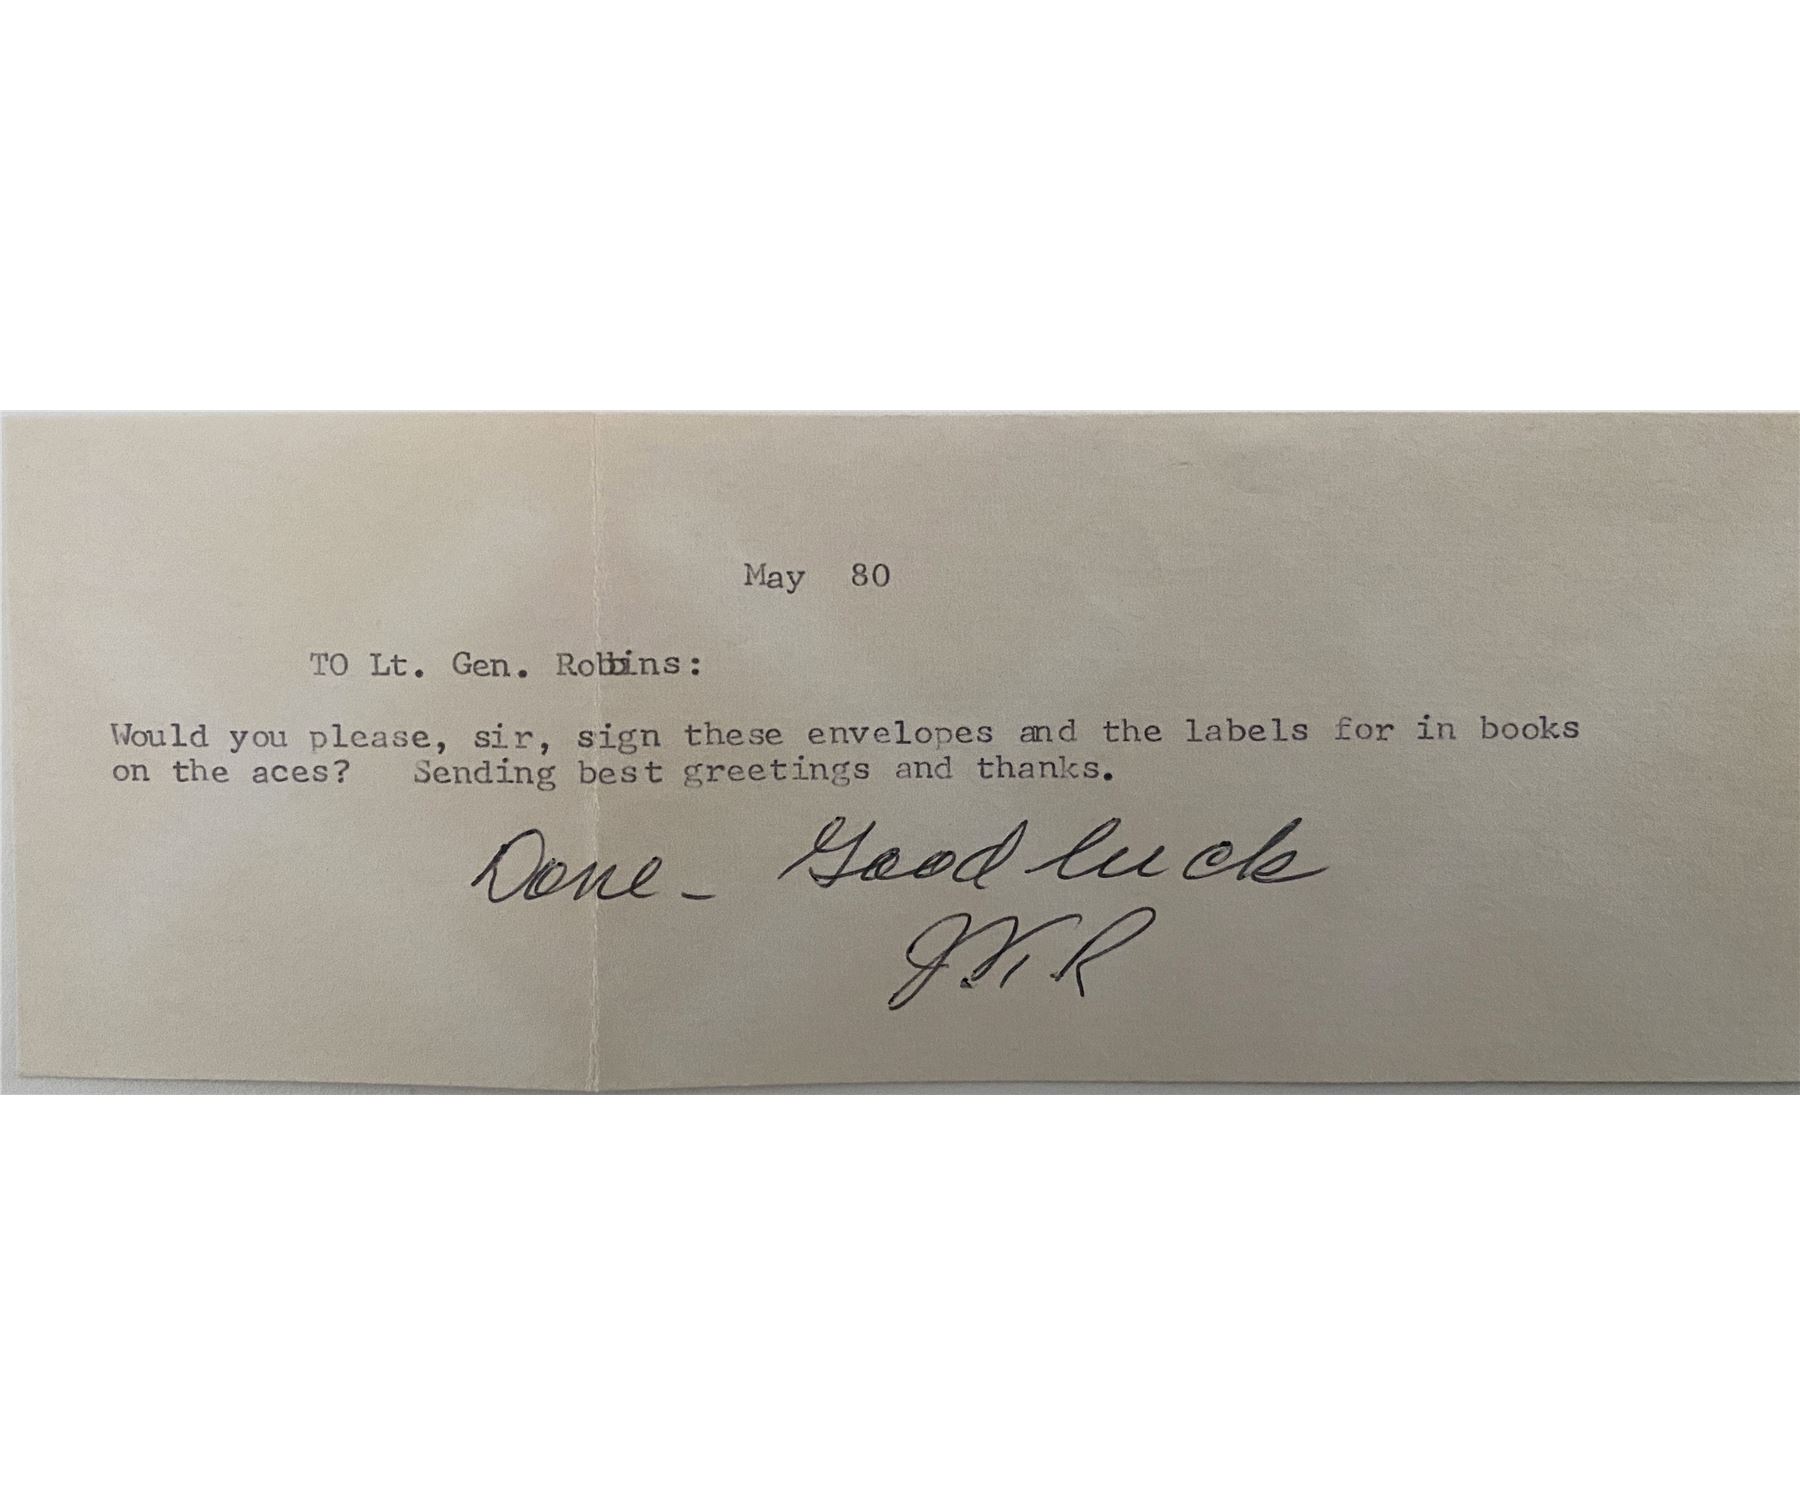 May 80
TO Lt. Gen. Robbins:
Would you please, sir, sign these envelopes and the labels for in books
on the aces? Sending best greetings and thanks.
Done - Good luck
JWR